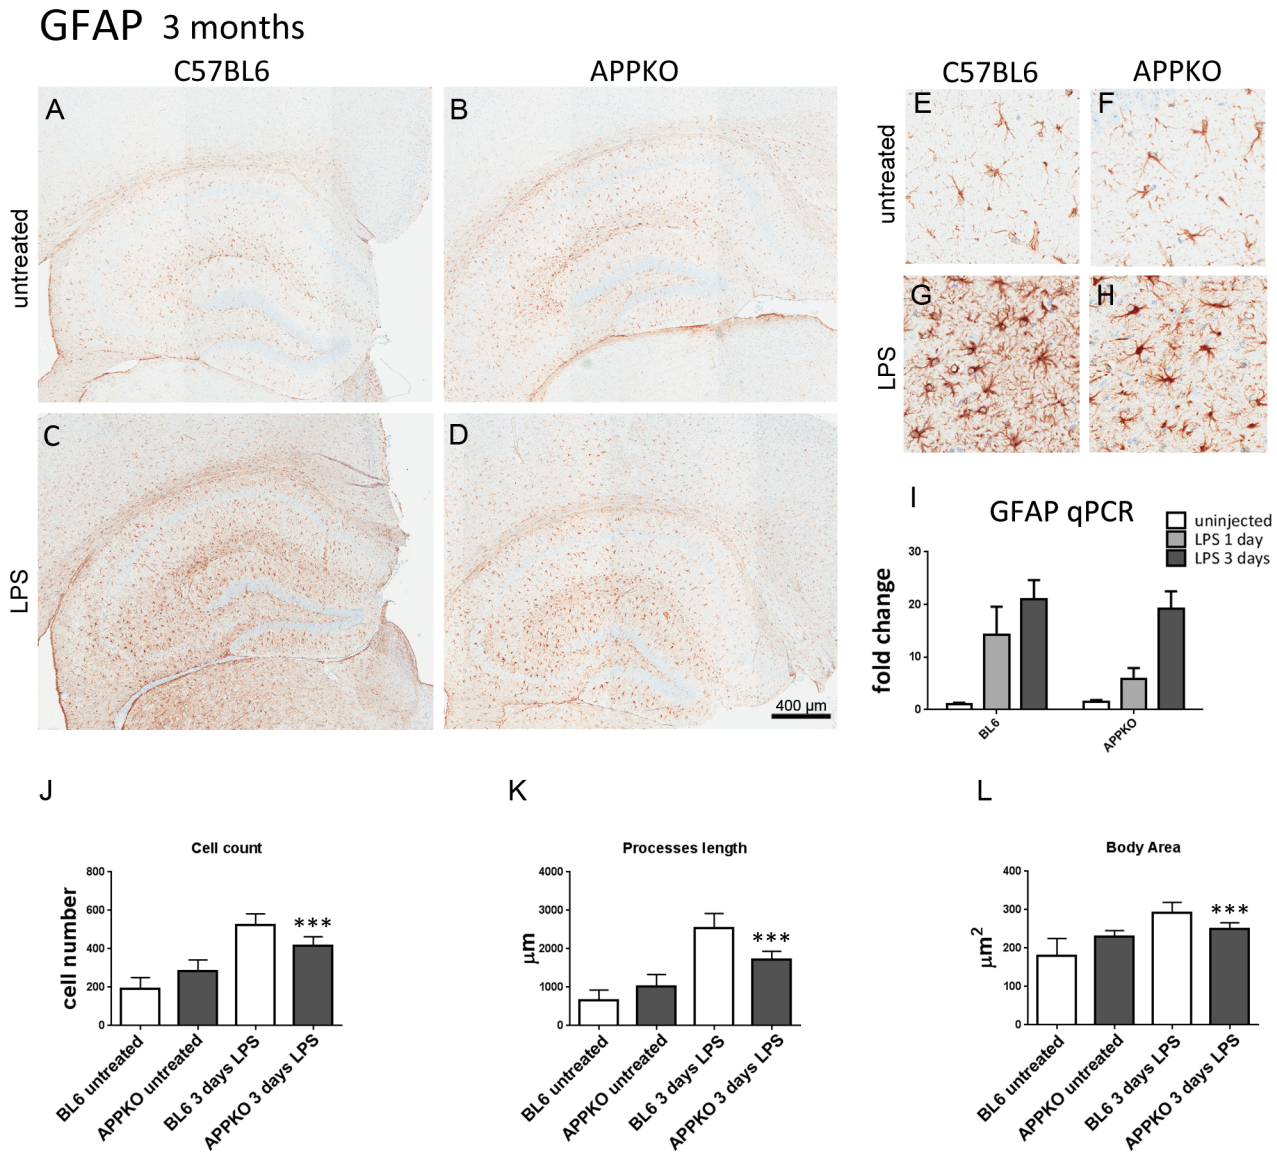 GFAP 3 months
C57BL6
APPKO
C57BL6
APPKO
A
B
E
F
untreated
untreated
C
D
G
H
LPS
LPS
400 µm
I
GFAP qPCR
uninjected
LPS 1 day
LPS 3 days
fold change
30
20
10
0
BL6
APPKO
J
K
L
Cell count
cell number
800
600
400
200
0
BL6 untreated
APPKO untreated
BL6 3 days LPS
APPKO 3 days LPS
***
Processes length
µm
4000
3000
2000
1000
0
BL6 untreated
APPKO untreated
BL6 3 days LPS
APPKO 3 days LPS
***
Body Area
µm²
400
300
200
100
0
BL6 untreated
APPKO untreated
BL6 3 days LPS
APPKO 3 days LPS
***